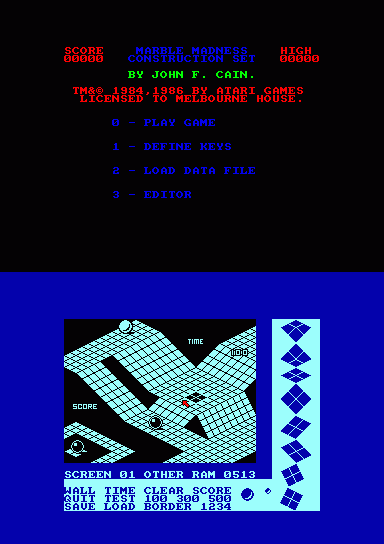 SCORE MARBLE MADNESS HIGH
00000 CONSTRUCTION SET 00000
BY JOHN F. CAIN.
TM&© 1984,1986 BY ATARI GAMES
LICENSED TO MELBOURNE HOUSE.
0 - PLAY GAME
1 - DEFINE KEYS
2 - LOAD DATA FILE
3 - EDITOR
TIME
100
SCORE
SCREEN 01 OTHER RAM 0513
WALL TIME CLEAR SCORE
QUIT TEST 100 300 500
SAVE LOAD BORDER 1234